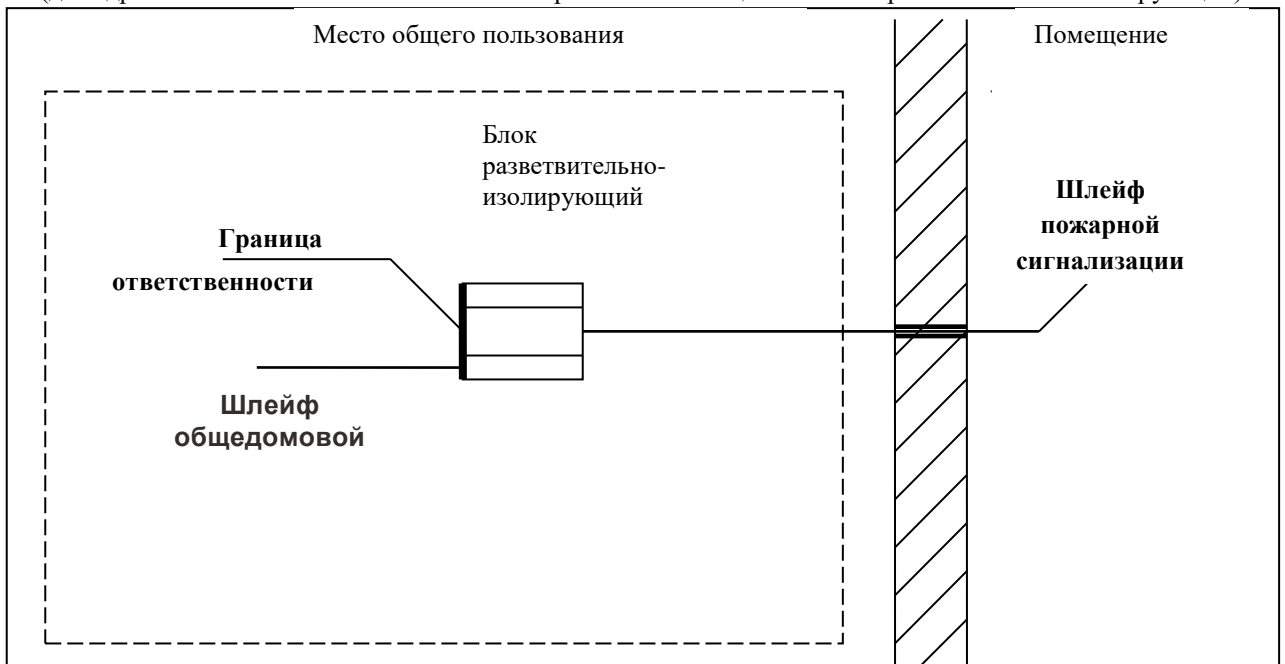 Место общего пользования
Помещение
Блок
разветвительно-
изолирующий
Граница
ответственности
Шлейф
пожарной
сигнализации
Шлейф
общедомовой